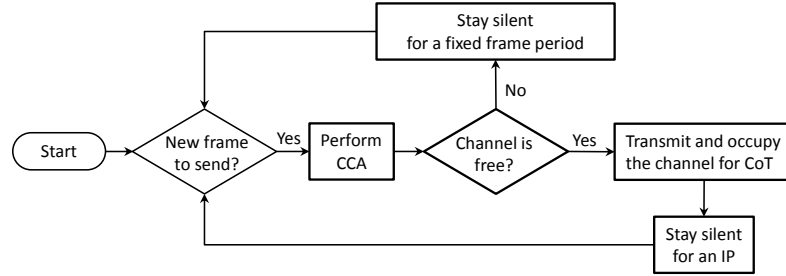 Stay silent
for a fixed frame period
No
Start
New frame
to send?
Yes
Perform
CCA
Channel is
free?
Yes
Transmit and occupy
the channel for CoT
Stay silent
for an IP